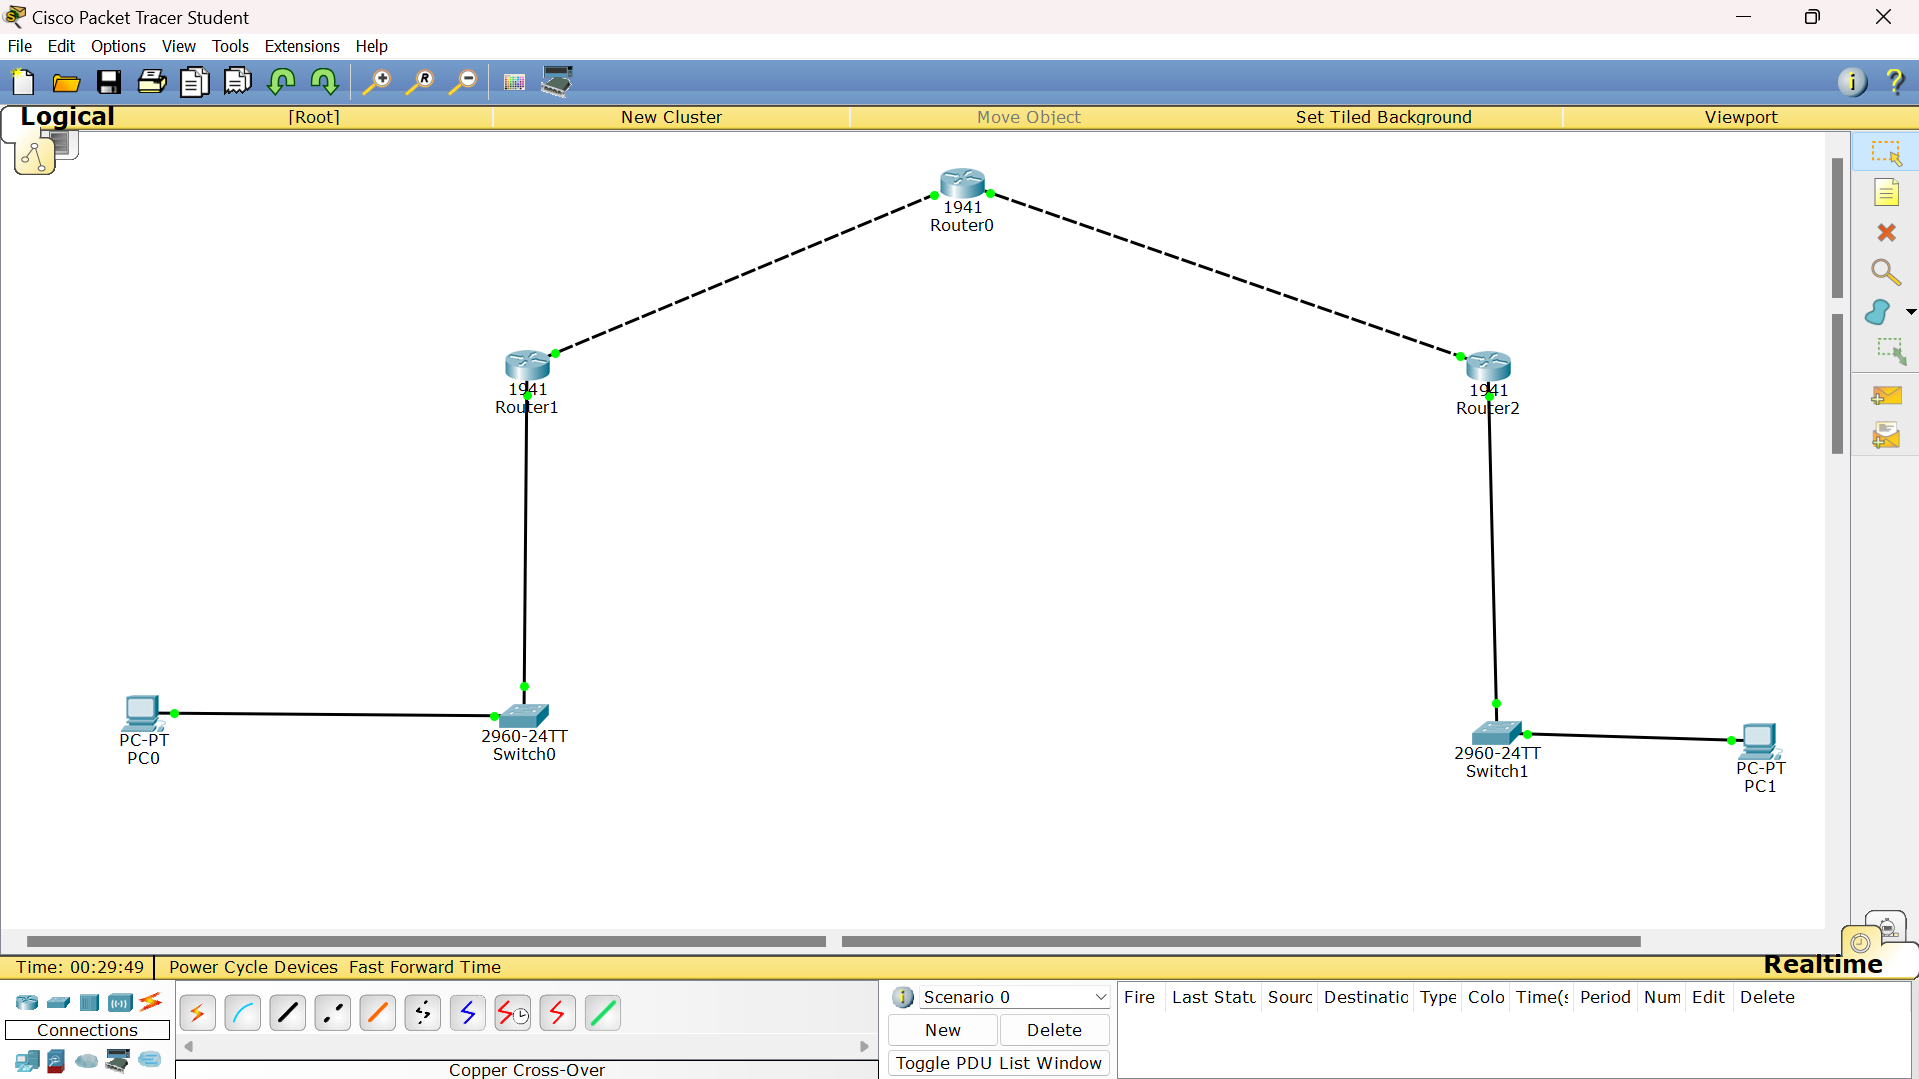 Cisco Packet Tracer Student
File Edit Options View Tools Extensions Help
Logical [Root] New Cluster Move Object Set Tiled Background Viewport
1941
Router0
1941
Router1
1941
Router2
PC-PT
PC0
2960-24TT
Switch0
2960-24TT
Switch1
PC-PT
PC1
Time: 00:29:49 Power Cycle Devices Fast Forward Time Realtime
Connections
Copper Cross-Over
Scenario 0
New Delete
Toggle PDU List Window
Fire Last Statu Sourc Destinatio Type Colo Time(s Period Num Edit Delete